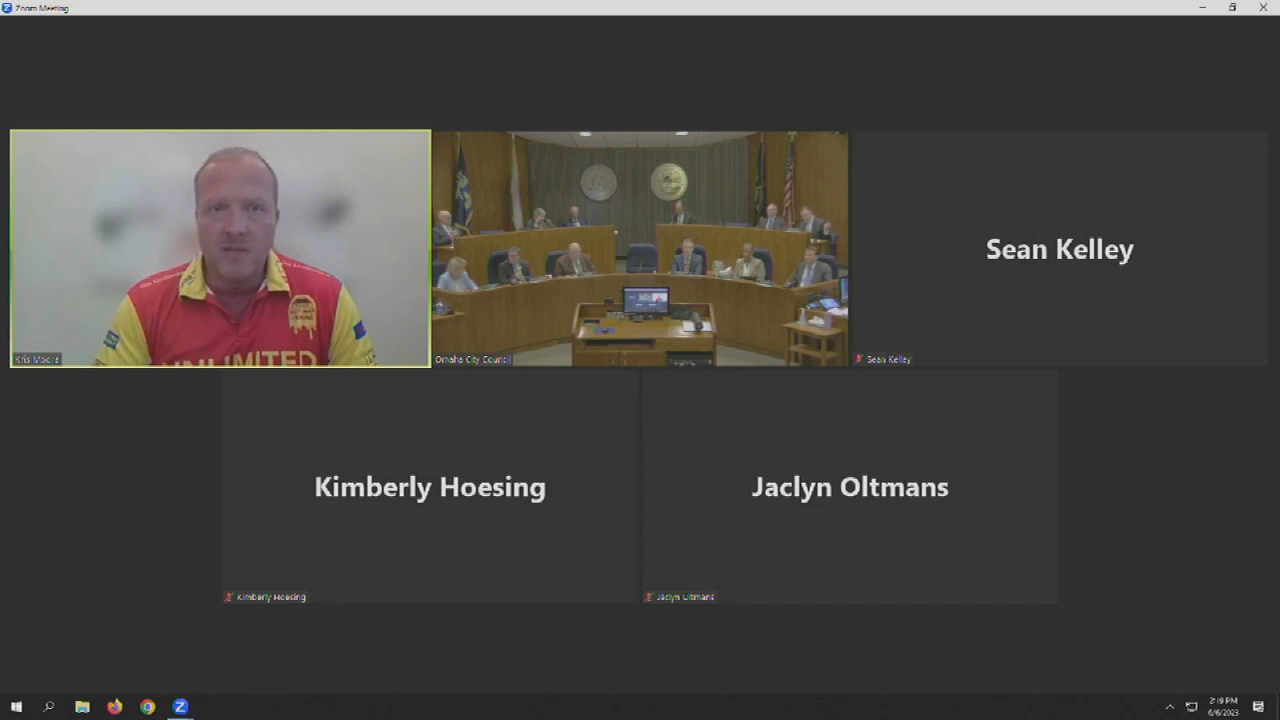 Zoom Meeting
UNLIMITED
Kris Moore
Omaha City Council
Sean Kelley
Sean Kelley
Kimberly Hoesing
Jaclyn Oltmans
Kimberly Hoesing
Jaclyn Oltmans
2:19 PM
6/6/2023